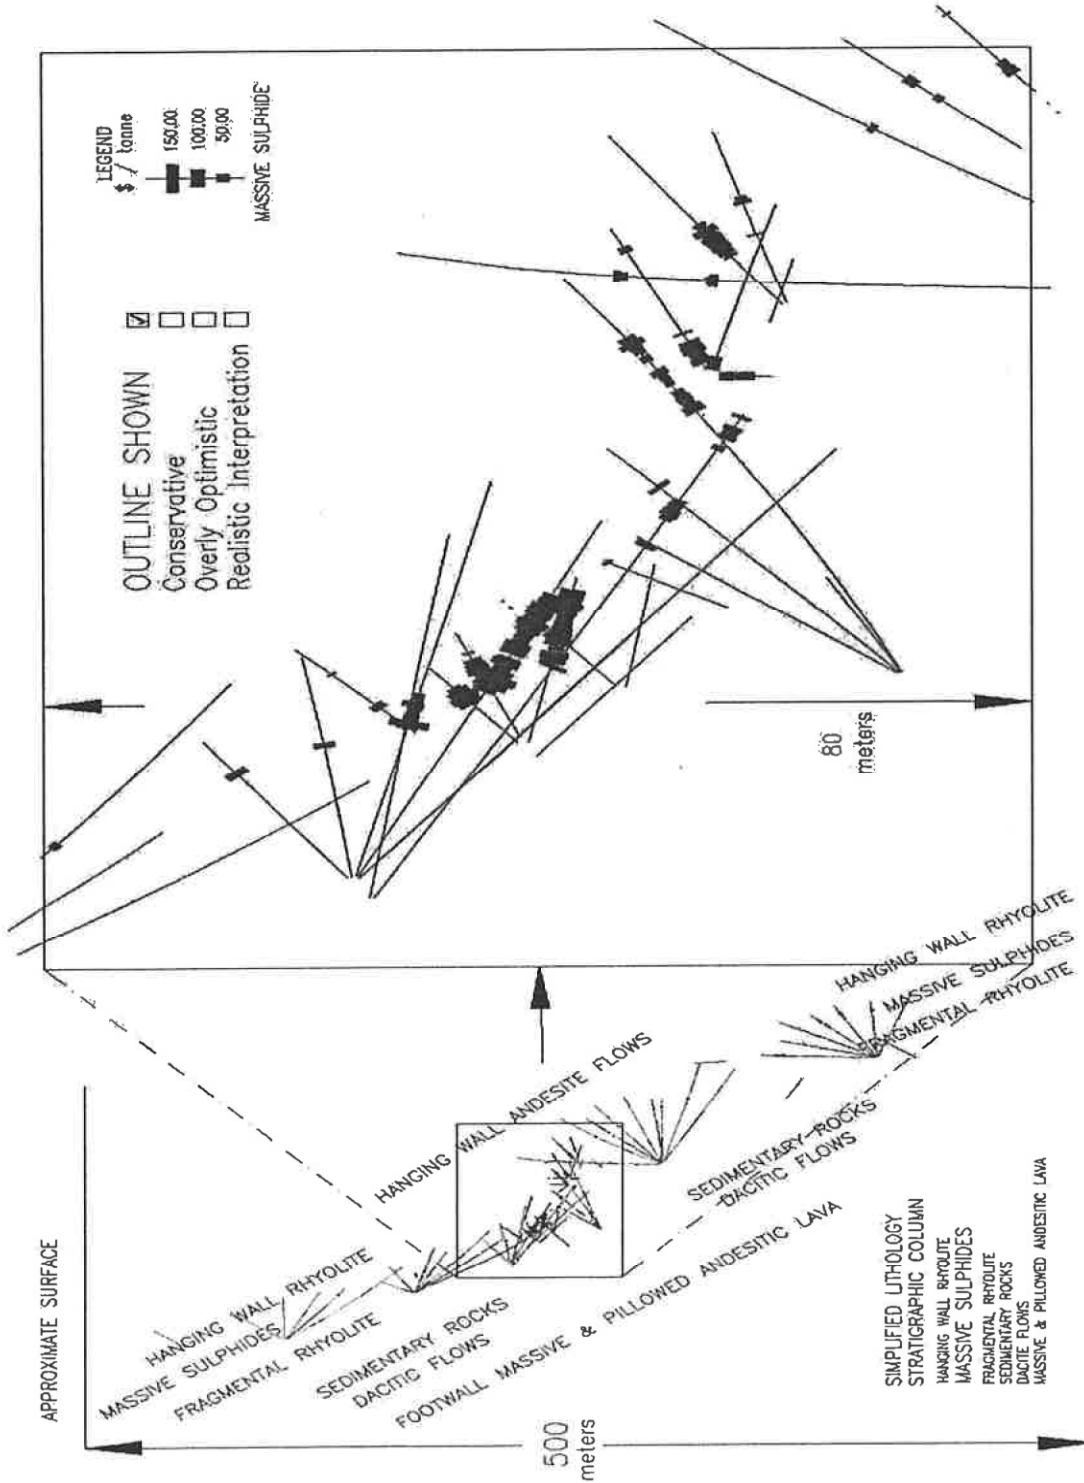 APPROXIMATE SURFACE
500
meters
HANGING WALL RHYOLITE
MASSIVE SULPHIDES
FRAGMENTAL RHYOLITE
SEDIMENTARY ROCKS
DACITIC FLOWS
FOOTWALL MASSIVE & PILLOWED ANDESITIC LAVA
HANGING WALL ANDESITE FLOWS
SEDIMENTARY ROCKS
DACITIC FLOWS
HANGING WALL RHYOLITE
MASSIVE SULPHIDES
FRAGMENTAL RHYOLITE
SIMPLIFIED LITHOLOGY
STRATIGRAPHIC COLUMN
HANGING WALL RHYOLITE
MASSIVE SULPHIDES
FRAGMENTAL RHYOLITE
SEDIMENTARY ROCKS
DACITE FLOWS
MASSIVE & PILLOWED ANDESITIC LAVA
OUTLINE SHOWN
Conservative
Overly Optimistic
Realistic Interpretation
LEGEND
$ / tonne
150.00
100.00
50.00
MASSIVE SULPHIDE
80
meters